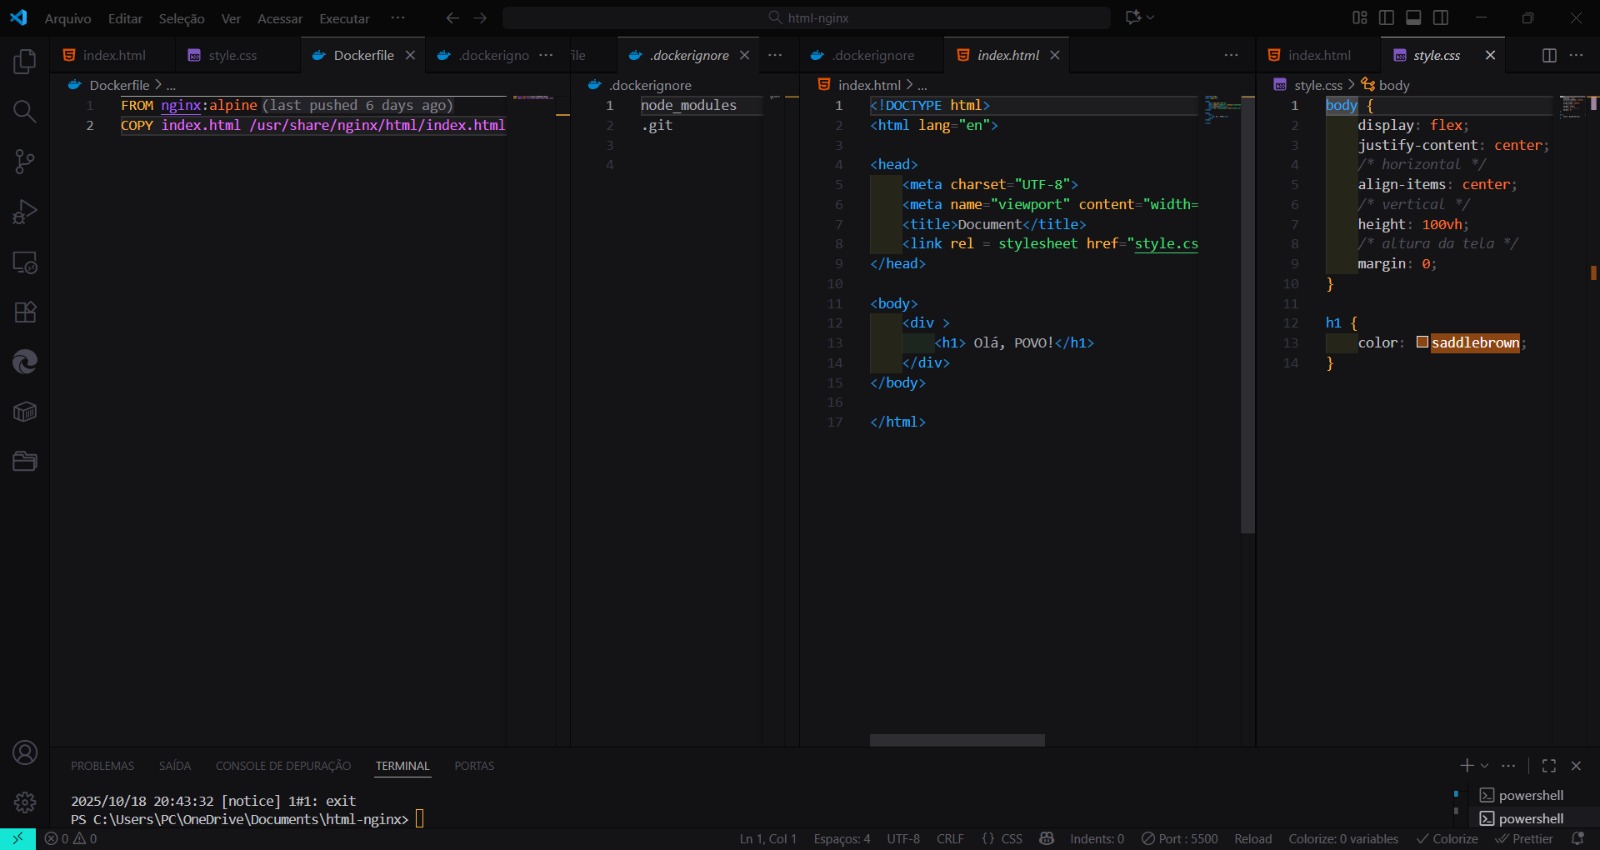 Arquivo Editar Seleção Ver Acessar Executar ··· html-nginx
index.html style.css Dockerfile .dockerigno ··· ile .dockerignore ··· .dockerignore index.html ··· index.html style.css ···
Dockerfile > ...
1 FROM nginx:alpine (last pushed 6 days ago)
2 COPY index.html /usr/share/nginx/html/index.html
.dockerignore
1 node_modules
2 .git
3
4
index.html > ...
1 <!DOCTYPE html>
2 <html lang="en">
3
4 <head>
5 <meta charset="UTF-8">
6 <meta name="viewport" content="width=
7 <title>Document</title>
8 <link rel = stylesheet href="style.cs
9 </head>
10
11 <body>
12 <div >
13 <h1> Olá, POVO!</h1>
14 </div>
15 </body>
16
17 </html>
style.css > body
1 body {
2 display: flex;
3 justify-content: center;
4 /* horizontal */
5 align-items: center;
6 /* vertical */
7 height: 100vh;
8 /* altura da tela */
9 margin: 0;
10 }
11
12 h1 {
13 color: saddlebrown;
14 }
PROBLEMAS SAÍDA CONSOLE DE DEPURAÇÃO TERMINAL PORTAS
2025/10/18 20:43:32 [notice] 1#1: exit
PS C:\Users\PC\OneDrive\Documents\html-nginx>
powershell
powershell
0 0 Ln 1, Col 1 Espaços: 4 UTF-8 CRLF {} CSS Indents: 0 Port : 5500 Reload Colorize: 0 variables Colorize Prettier